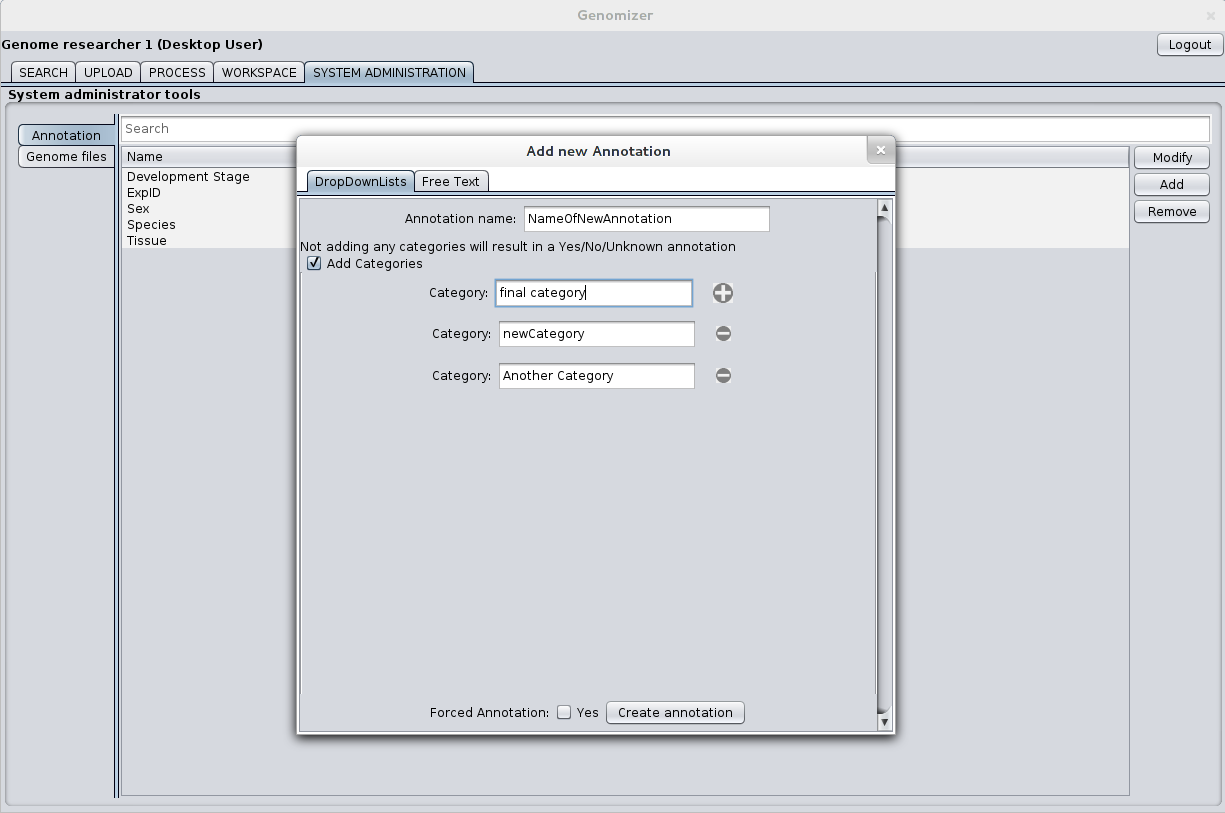 Genomizer
Genome researcher 1 (Desktop User)
Logout
SEARCH UPLOAD PROCESS WORKSPACE SYSTEM ADMINISTRATION
System administrator tools
Annotation
Genome files
Search
Name
Development Stage
ExpID
Sex
Species
Tissue
Modify
Add
Remove
Add new Annotation
DropDownLists Free Text
Annotation name: NameOfNewAnnotation
Not adding any categories will result in a Yes/No/Unknown annotation
Add Categories
Category: final category
Category: newCategory
Category: Another Category
Forced Annotation: Yes Create annotation